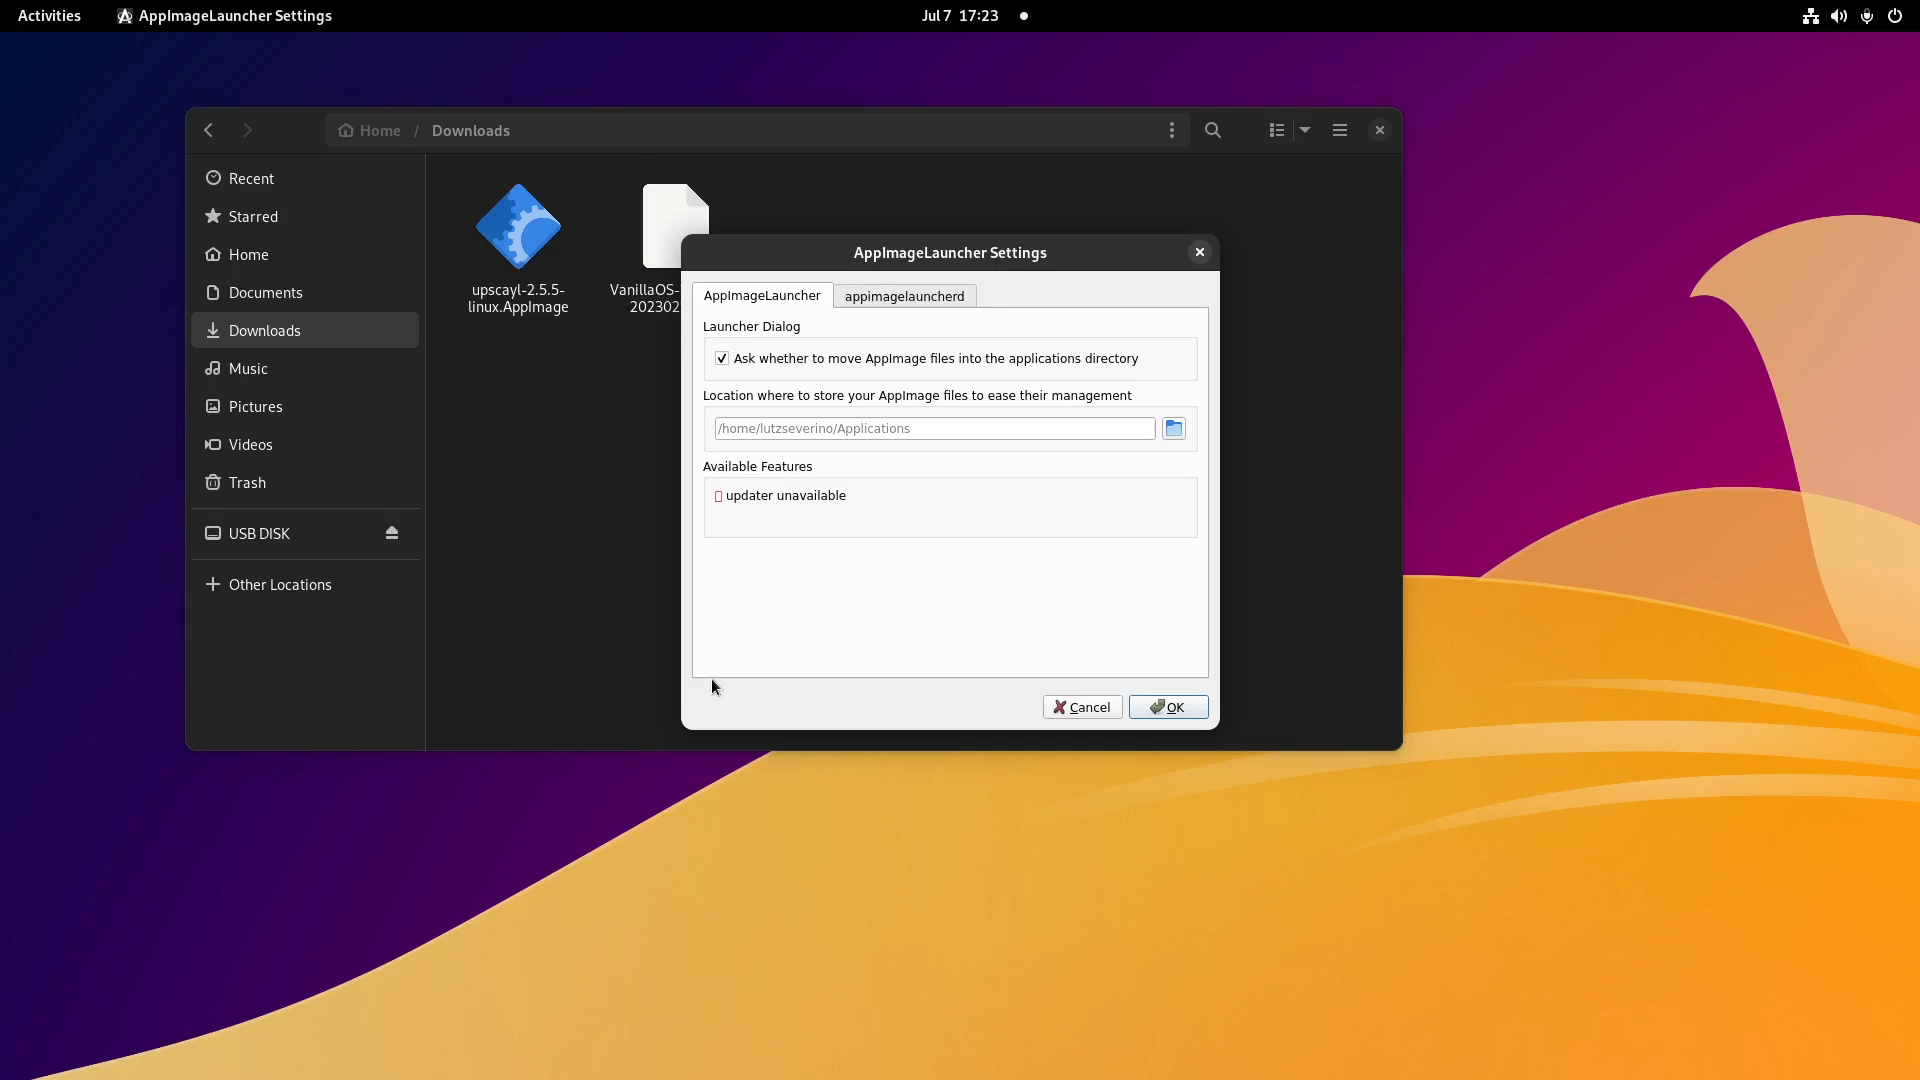 Activities
AppImageLauncher Settings
Jul 7 17:23
Home / Downloads
Recent
Starred
Home
Documents
Downloads
Music
Pictures
Videos
Trash
USB DISK
Other Locations
upscayl-2.5.5-
linux.AppImage
VanillaOS-
202302
AppImageLauncher Settings
AppImageLauncher
appimagelauncherd
Launcher Dialog
Ask whether to move AppImage files into the applications directory
Location where to store your AppImage files to ease their management
/home/lutzseverino/Applications
Available Features
updater unavailable
Cancel
OK